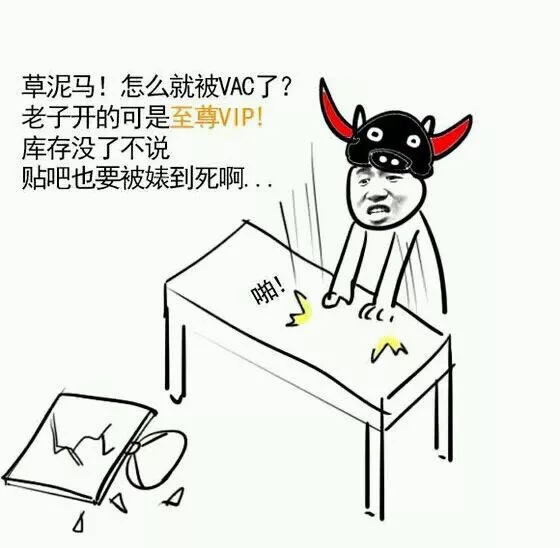 草泥马！怎么就被VAC了？
老子开的可是至尊VIP!
库存没了不说
贴吧也要被婊到死啊...
啪!